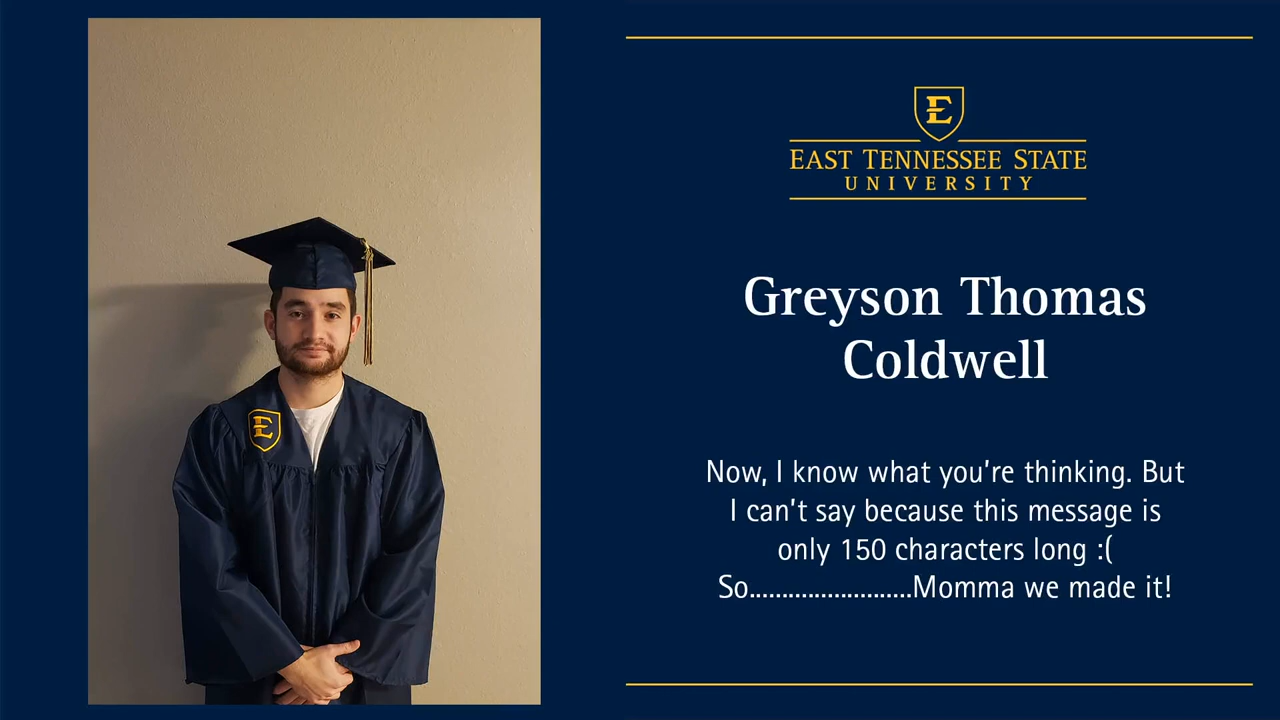 E
EAST TENNESSEE STATE
UNIVERSITY
Greyson Thomas
Coldwell
Now, I know what you're thinking. But
I can't say because this message is
only 150 characters long :(
So.........................Momma we made it!
E